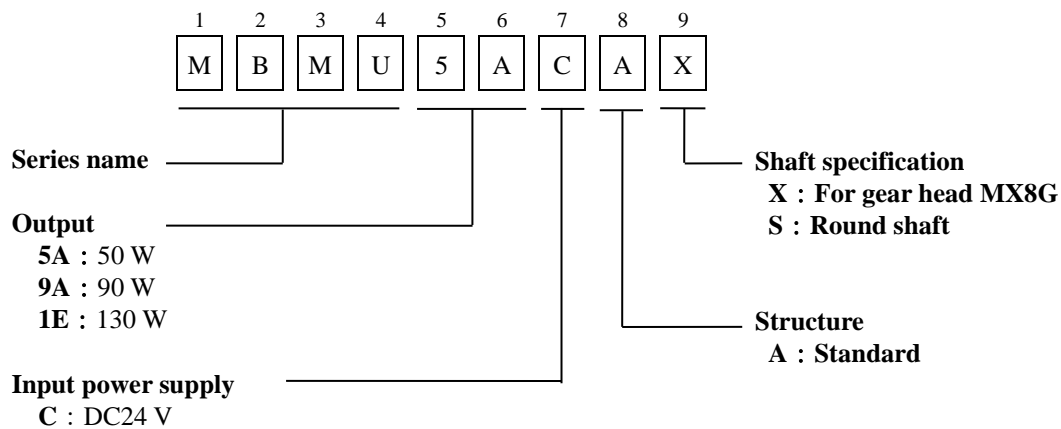 1 2 3 4 5 6 7 8 9
M B M U 5 A C A X
Series name
Output
5A：50 W
9A：90 W
1E：130 W
Input power supply
C：DC24 V
Shaft specification
X：For gear head MX8G
S：Round shaft
Structure
A：Standard